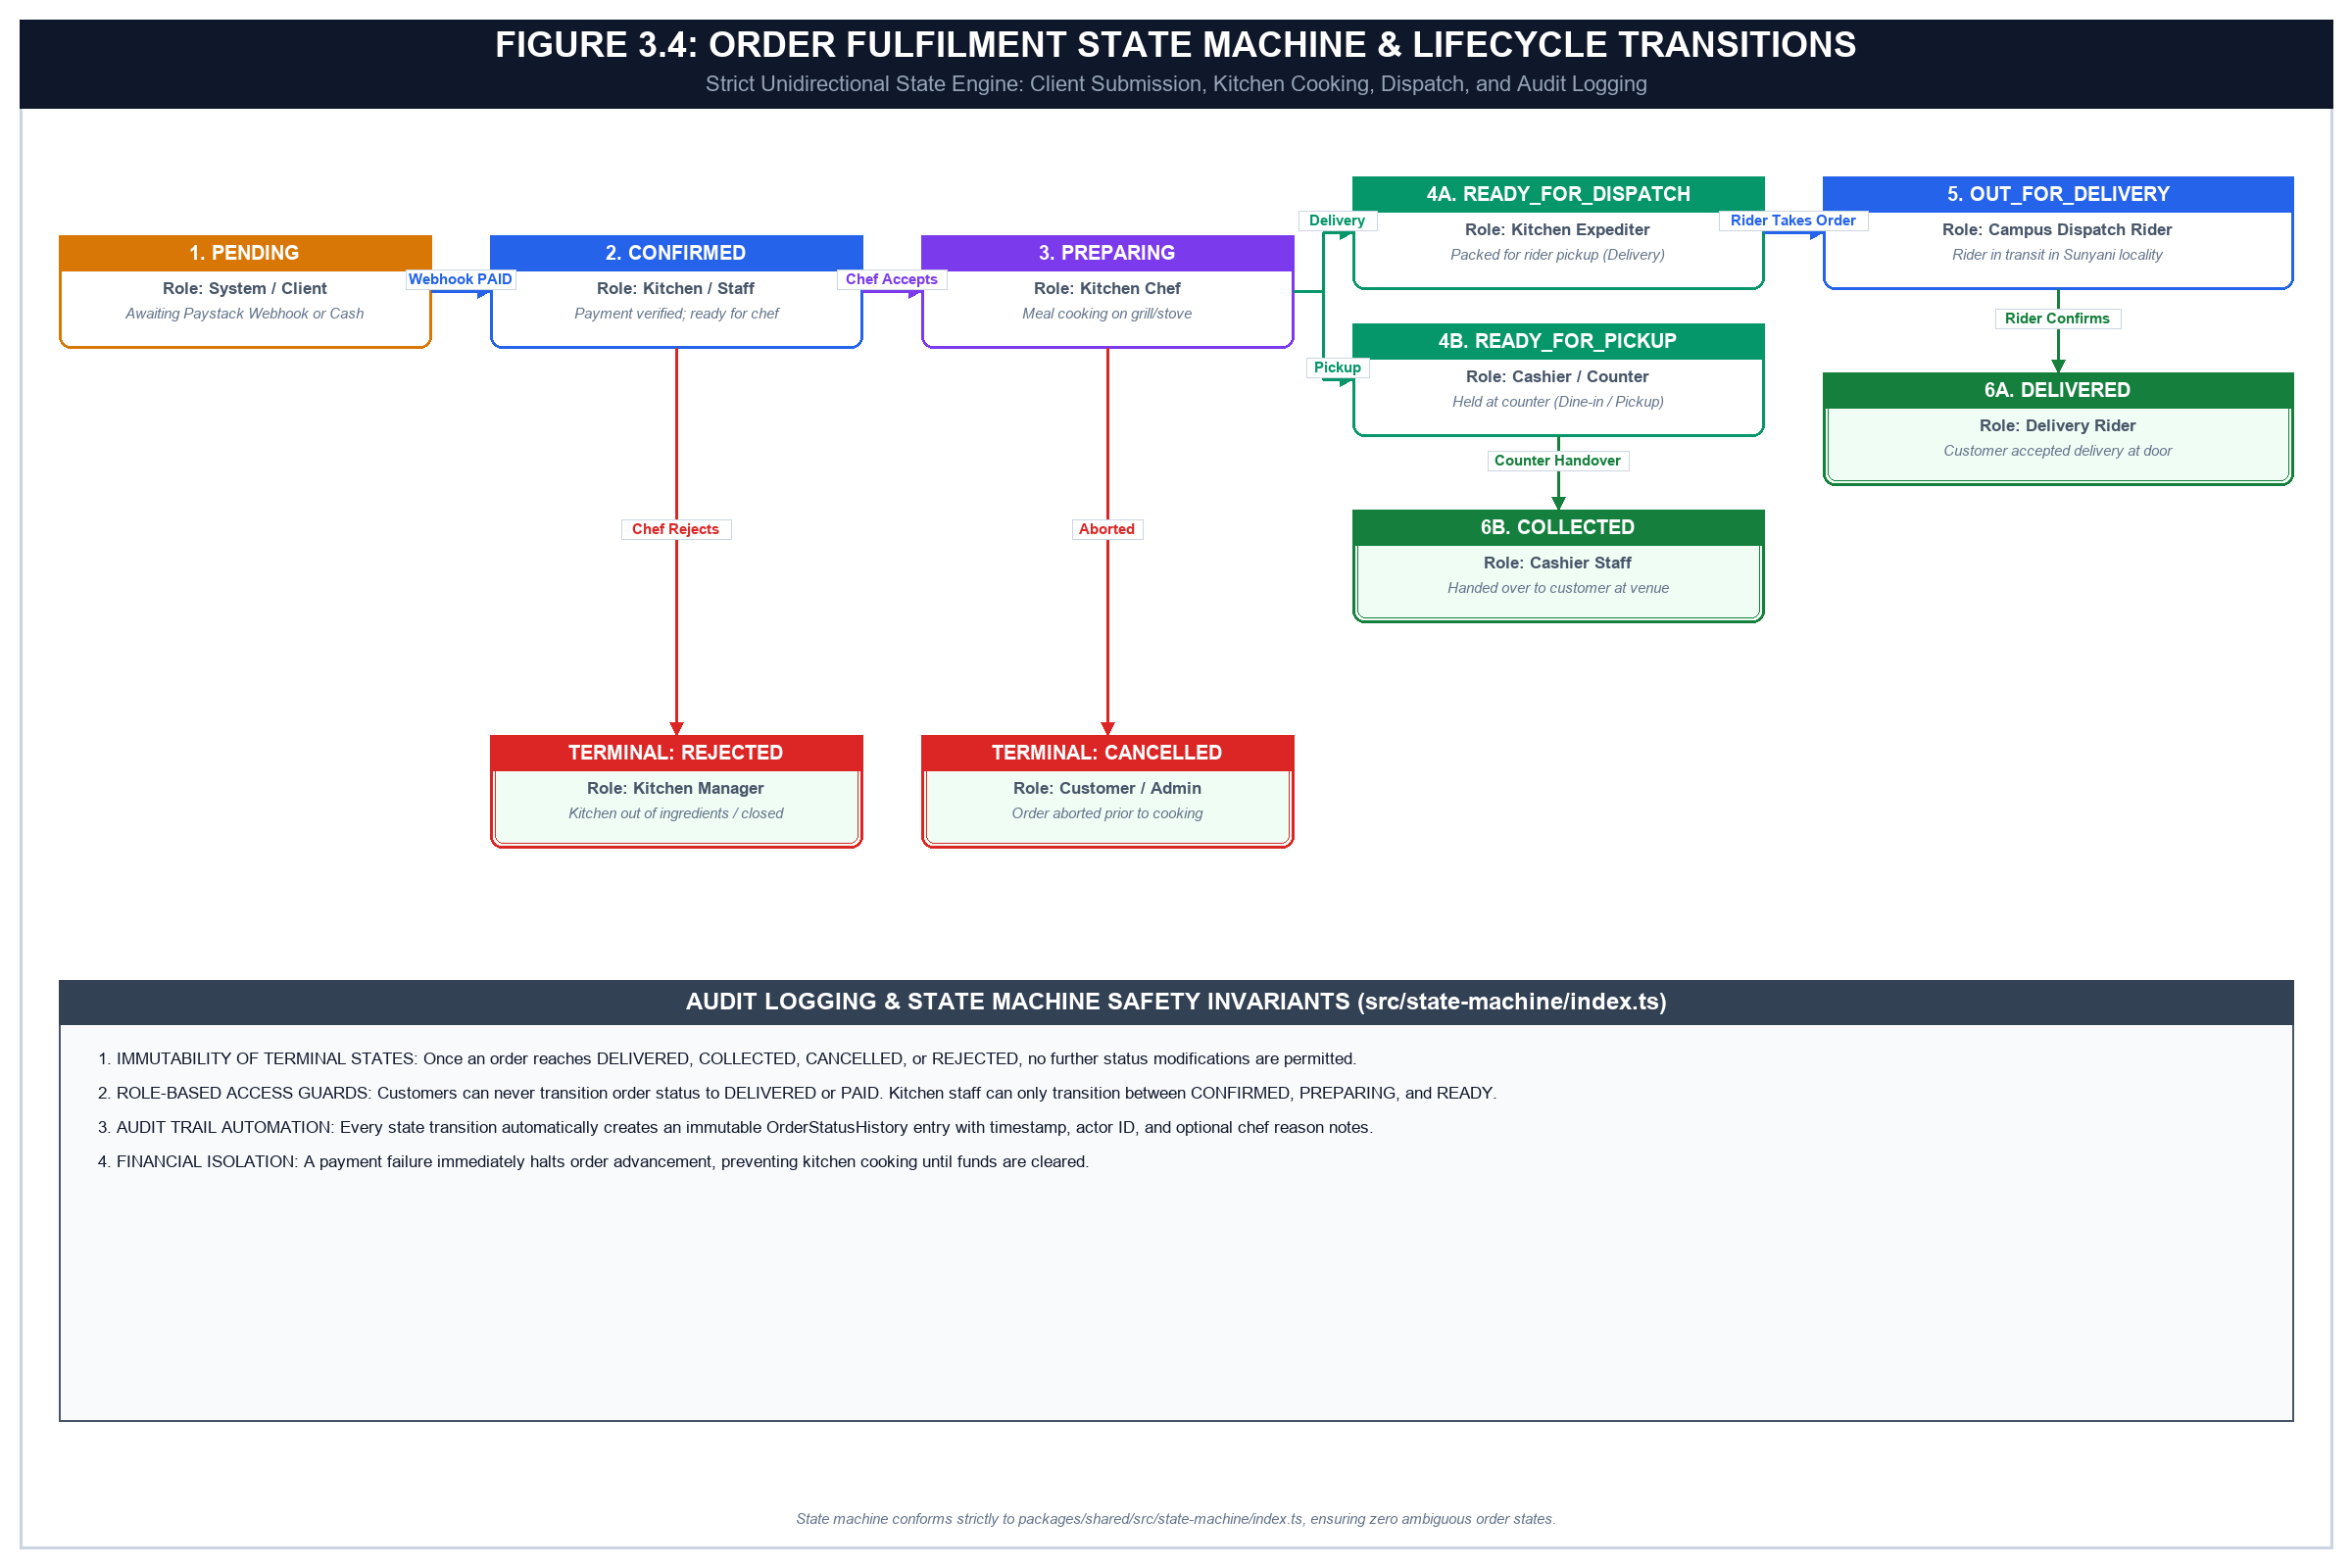 FIGURE 3.4: ORDER FULFILMENT STATE MACHINE & LIFECYCLE TRANSITIONS
Strict Unidirectional State Engine: Client Submission, Kitchen Cooking, Dispatch, and Audit Logging
1. PENDING
Role: System / Client
Awaiting Paystack Webhook or Cash
Webhook PAID
2. CONFIRMED
Role: Kitchen / Staff
Payment verified; ready for chef
Chef Accepts
3. PREPARING
Role: Kitchen Chef
Meal cooking on grill/stove
Delivery
4A. READY_FOR_DISPATCH
Role: Kitchen Expediter
Packed for rider pickup (Delivery)
Rider Takes Order
5. OUT_FOR_DELIVERY
Role: Campus Dispatch Rider
Rider in transit in Sunyani locality
Pickup
4B. READY_FOR_PICKUP
Role: Cashier / Counter
Held at counter (Dine-in / Pickup)
Rider Confirms
6A. DELIVERED
Role: Delivery Rider
Customer accepted delivery at door
Counter Handover
6B. COLLECTED
Role: Cashier Staff
Handed over to customer at venue
Chef Rejects
Aborted
TERMINAL: REJECTED
Role: Kitchen Manager
Kitchen out of ingredients / closed
TERMINAL: CANCELLED
Role: Customer / Admin
Order aborted prior to cooking
AUDIT LOGGING & STATE MACHINE SAFETY INVARIANTS (src/state-machine/index.ts)
1. IMMUTABILITY OF TERMINAL STATES: Once an order reaches DELIVERED, COLLECTED, CANCELLED, or REJECTED, no further status modifications are permitted.
2. ROLE-BASED ACCESS GUARDS: Customers can never transition order status to DELIVERED or PAID. Kitchen staff can only transition between CONFIRMED, PREPARING, and READY.
3. AUDIT TRAIL AUTOMATION: Every state transition automatically creates an immutable OrderStatusHistory entry with timestamp, actor ID, and optional chef reason notes.
4. FINANCIAL ISOLATION: A payment failure immediately halts order advancement, preventing kitchen cooking until funds are cleared.
State machine conforms strictly to packages/shared/src/state-machine/index.ts, ensuring zero ambiguous order states.